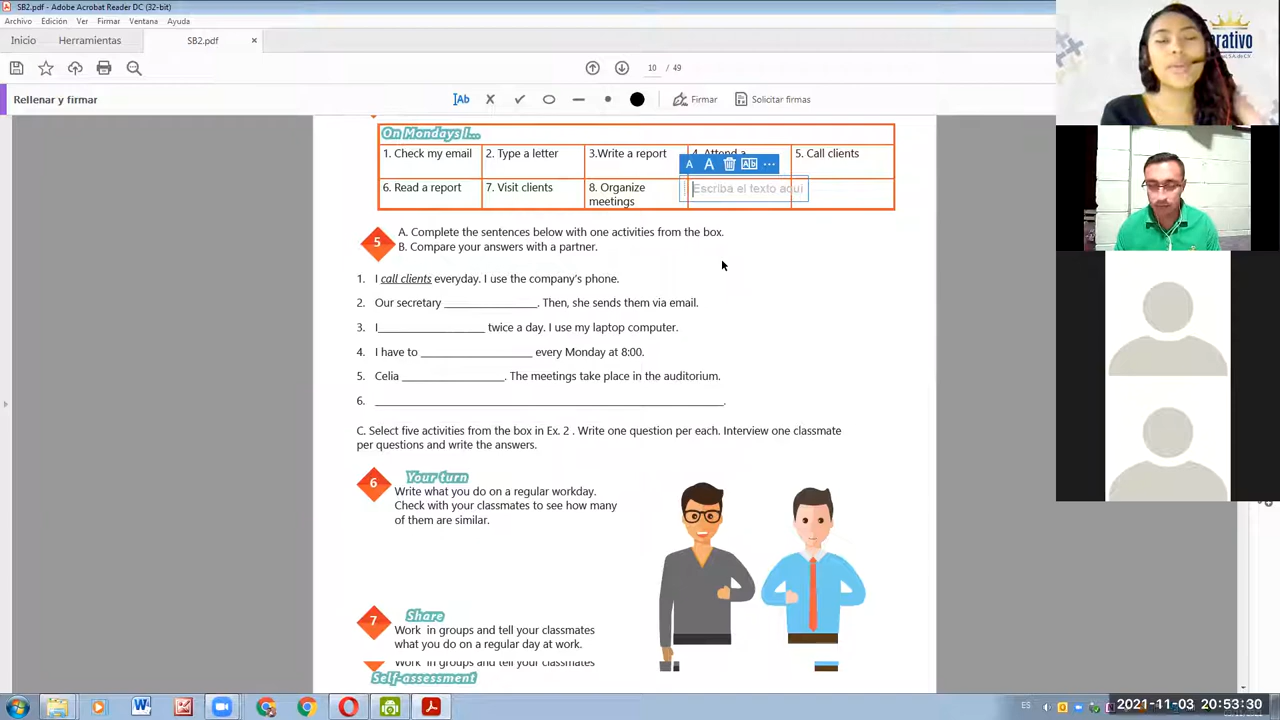 SB2.pdf - Adobe Acrobat Reader DC (32-bit)
Archivo Edición Ver Firmar Ventana Ayuda
Inicio Herramientas SB2.pdf ×
10 / 49
Rellenar y firmar
Ab Firmar Solicitar firmas
On Mondays I...
1. Check my email 2. Type a letter 3.Write a report 4. Attend a 5. Call clients
6. Read a report 7. Visit clients 8. Organize meetings
Escriba el texto aquí
5
A. Complete the sentences below with one activities from the box.
B. Compare your answers with a partner.
1. I call clients everyday. I use the company's phone.
2. Our secretary ________________. Then, she sends them via email.
3. I__________________ twice a day. I use my laptop computer.
4. I have to ___________________ every Monday at 8:00.
5. Celia __________________. The meetings take place in the auditorium.
6. ____________________________________________________________.
C. Select five activities from the box in Ex. 2 . Write one question per each. Interview one classmate
per questions and write the answers.
6
Your turn
Write what you do on a regular workday.
Check with your classmates to see how many
of them are similar.
7
Share
Work in groups and tell your classmates
what you do on a regular day at work.
Work in groups and tell your classmates
Self-assessment
ES
2021-11-03 20:53:30